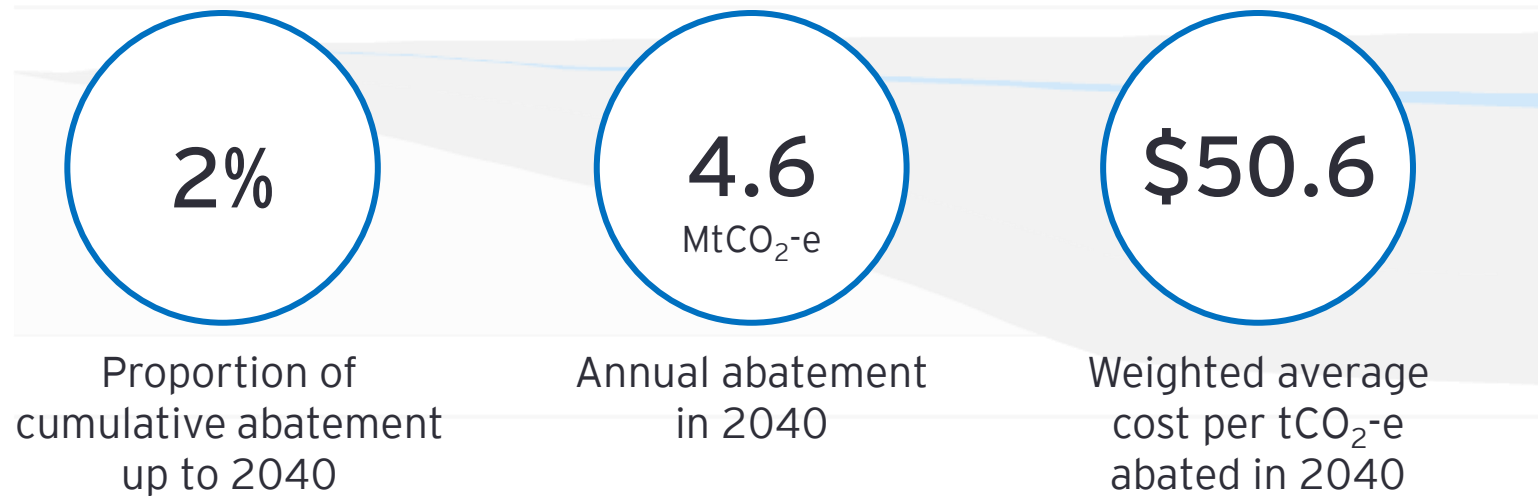 2%
Proportion of
cumulative abatement
up to 2040
4.6
MtCO₂-e
Annual abatement
in 2040
$50.6
Weighted average
cost per tCO₂-e
abated in 2040